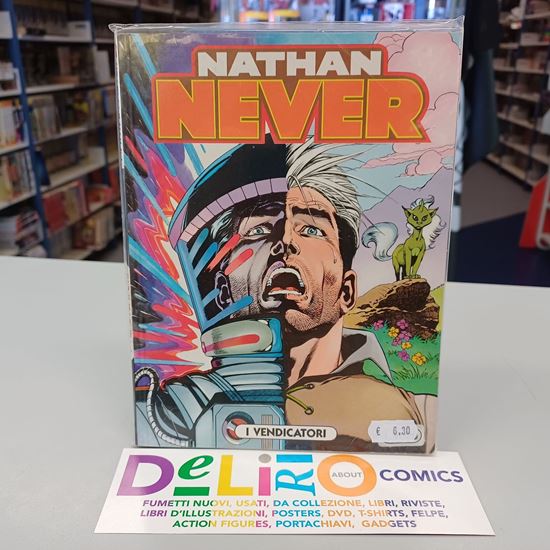 NATHAN
NEVER
I VENDICATORI
€ 6.30
DeLiRiO ABOUT COMICS
FUMETTI NUOVI, USATI, DA COLLEZIONE, LIBRI, RIVISTE,
LIBRI D'ILLUSTRAZIONI, POSTERS, DVD, T-SHIRTS, FELPE,
ACTION FIGURES, PORTACHIAVI, GADGETS